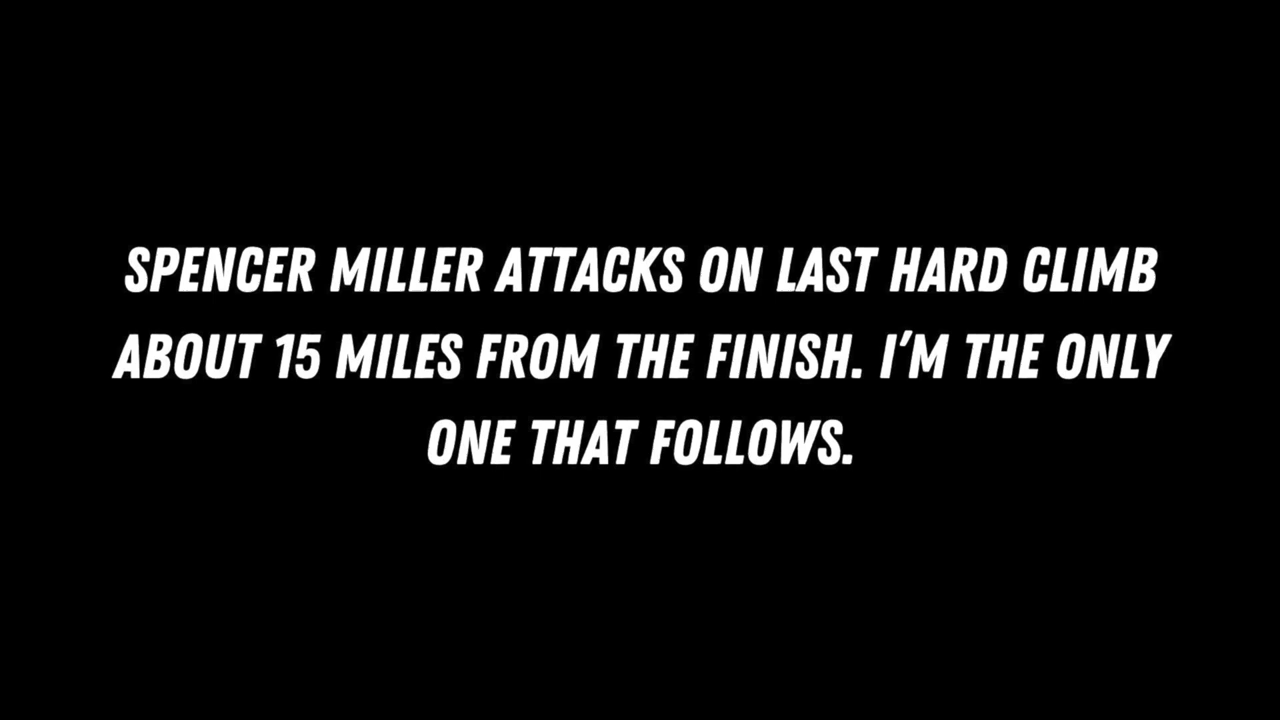 SPENCER MILLER ATTACKS ON LAST HARD CLIMB
ABOUT 15 MILES FROM THE FINISH. I'M THE ONLY
ONE THAT FOLLOWS.